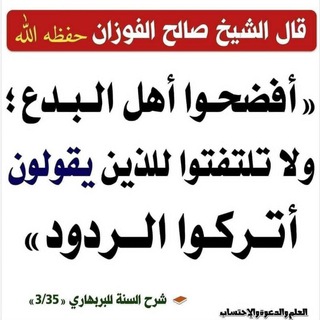 قال الشيخ صالح الفوزان حفظه الله
«أفضحوا أهل البدع؛
ولا تلتفتوا للذين يقولون
أتركوا الردود»
شرح السنة للبربهاري «3/35»
العلم والدعوة والإحتساب